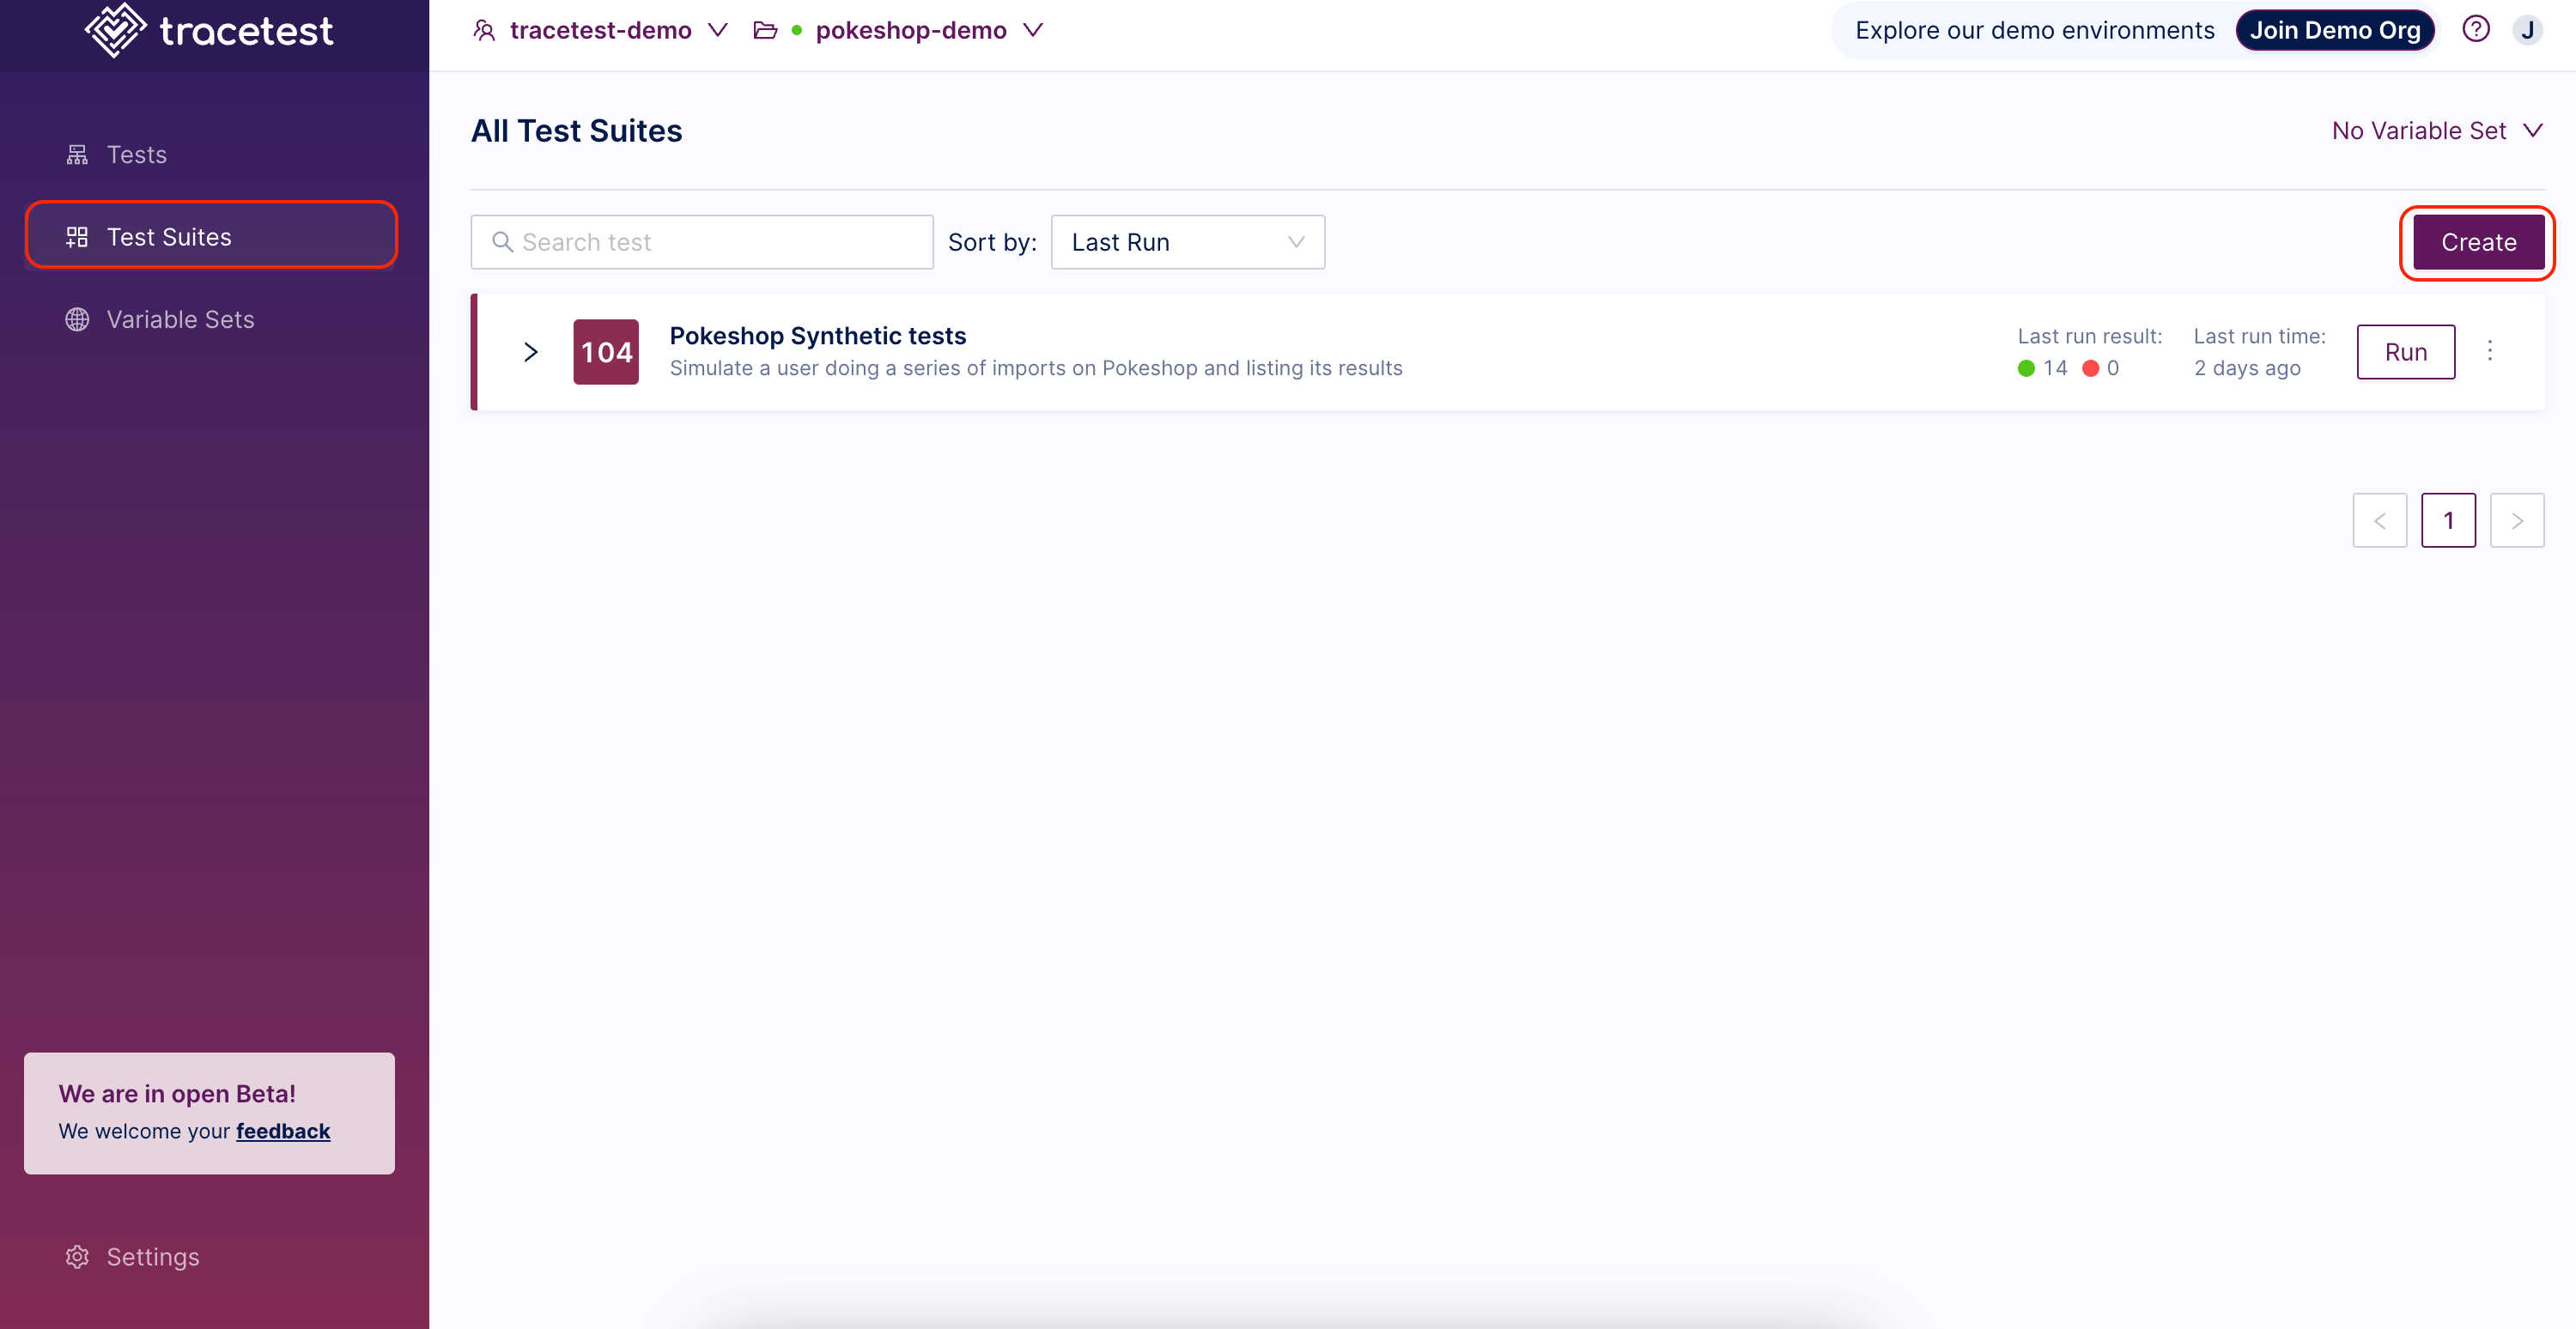 tracetest
tracetest-demo pokeshop-demo Explore our demo environments Join Demo Org J
Tests
Test Suites
Variable Sets
We are in open Beta!
We welcome your feedback
Settings
All Test Suites No Variable Set
Search test Sort by: Last Run Create
104 Pokeshop Synthetic tests Last run result: Last run time: Run
Simulate a user doing a series of imports on Pokeshop and listing its results 14 0 2 days ago
< 1 >